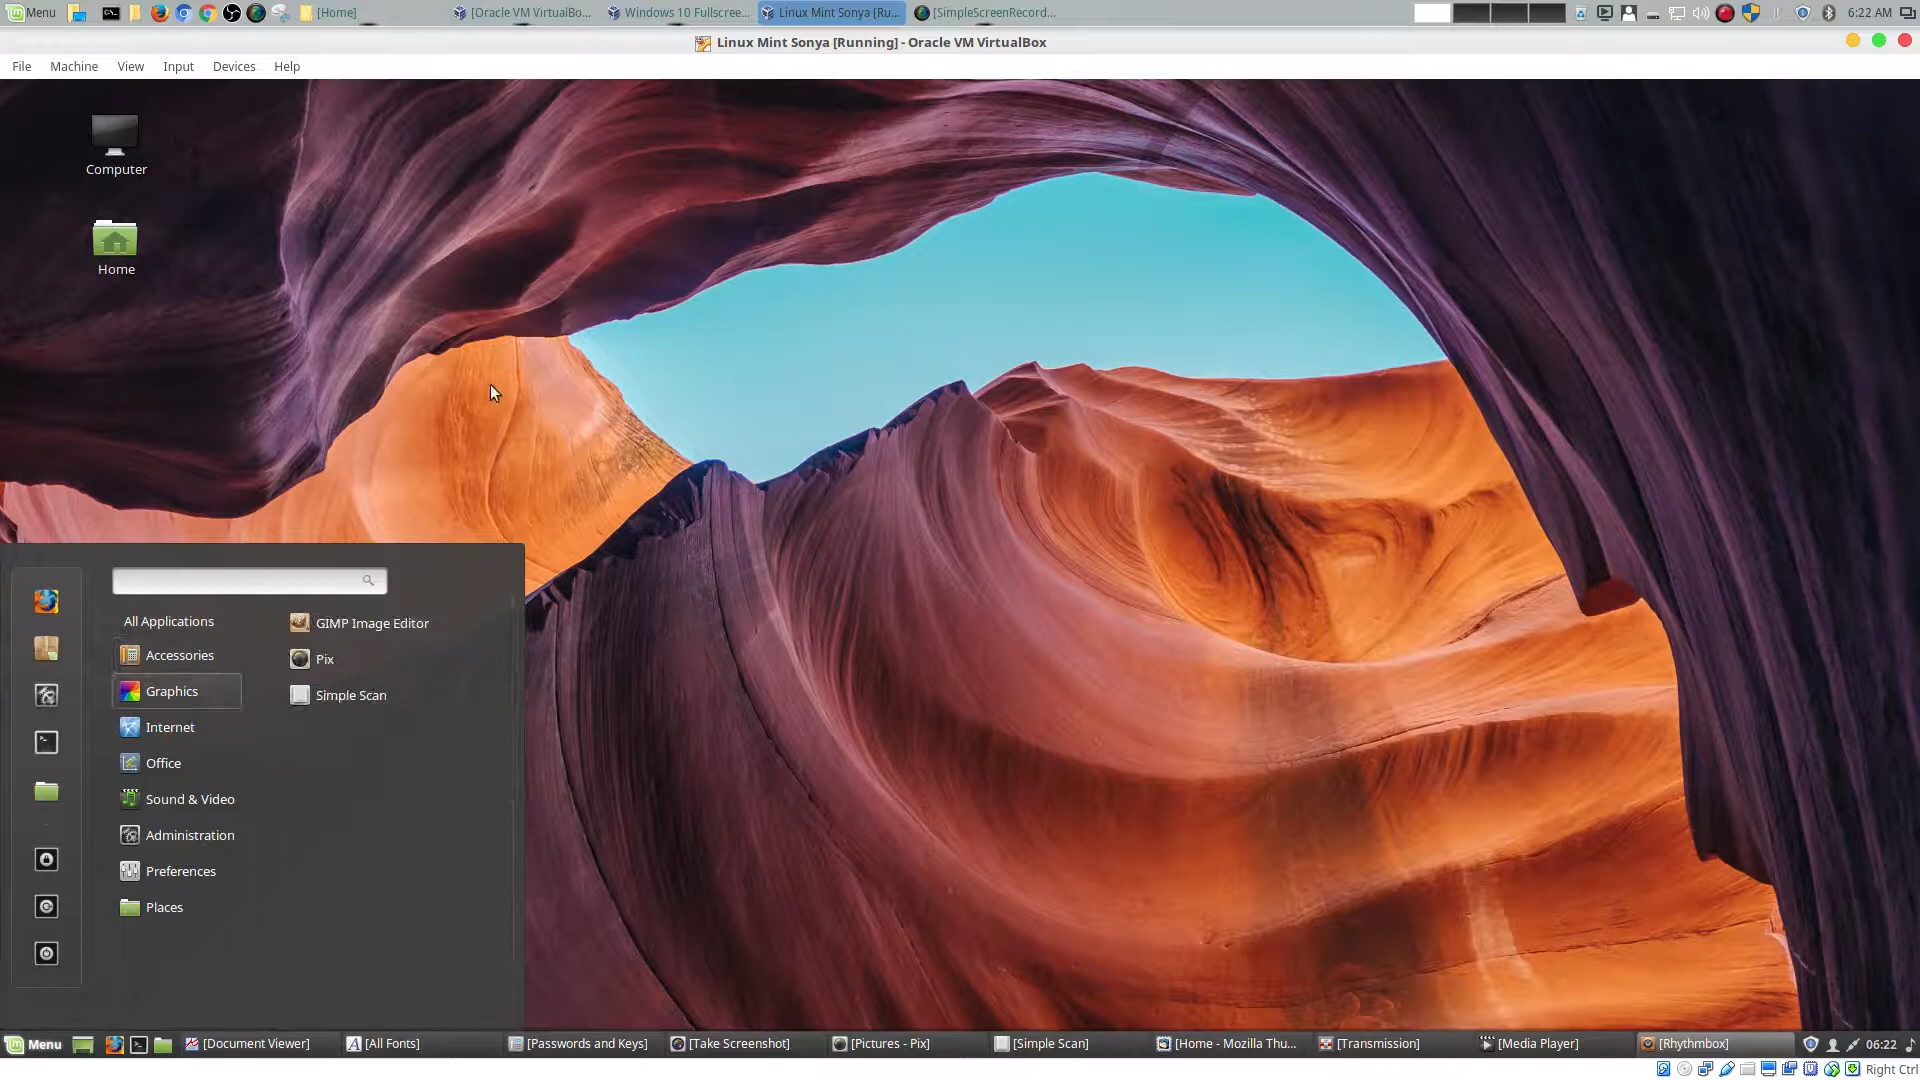 Menu
[Home]
[Oracle VM VirtualBo...
Windows 10 Fullscree...
Linux Mint Sonya [Ru...
[SimpleScreenRecord...
6:22 AM
Linux Mint Sonya [Running] - Oracle VM VirtualBox
File Machine View Input Devices Help
Computer
Home
All Applications
Accessories
Graphics
Internet
Office
Sound & Video
Administration
Preferences
Places
GIMP Image Editor
Pix
Simple Scan
Menu
[Document Viewer]
[All Fonts]
[Passwords and Keys]
[Take Screenshot]
[Pictures - Pix]
[Simple Scan]
[Home - Mozilla Thu...
[Transmission]
[Media Player]
[Rhythmbox]
06:22
Right Ctrl